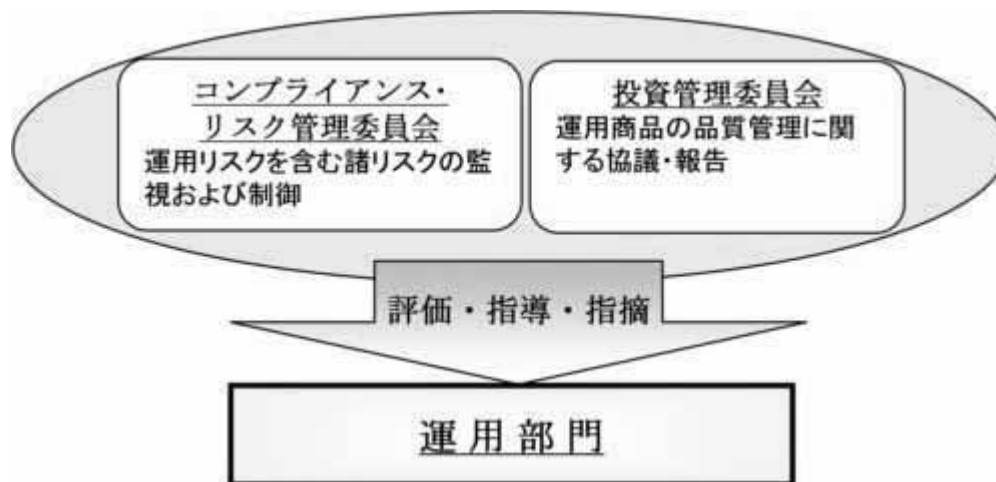 コンプライアンス・
リスク管理委員会
運用リスクを含む諸リスクの監
視および制御
投資管理委員会
運用商品の品質管理に関
する協議・報告
評価・指導・指摘
運用部門